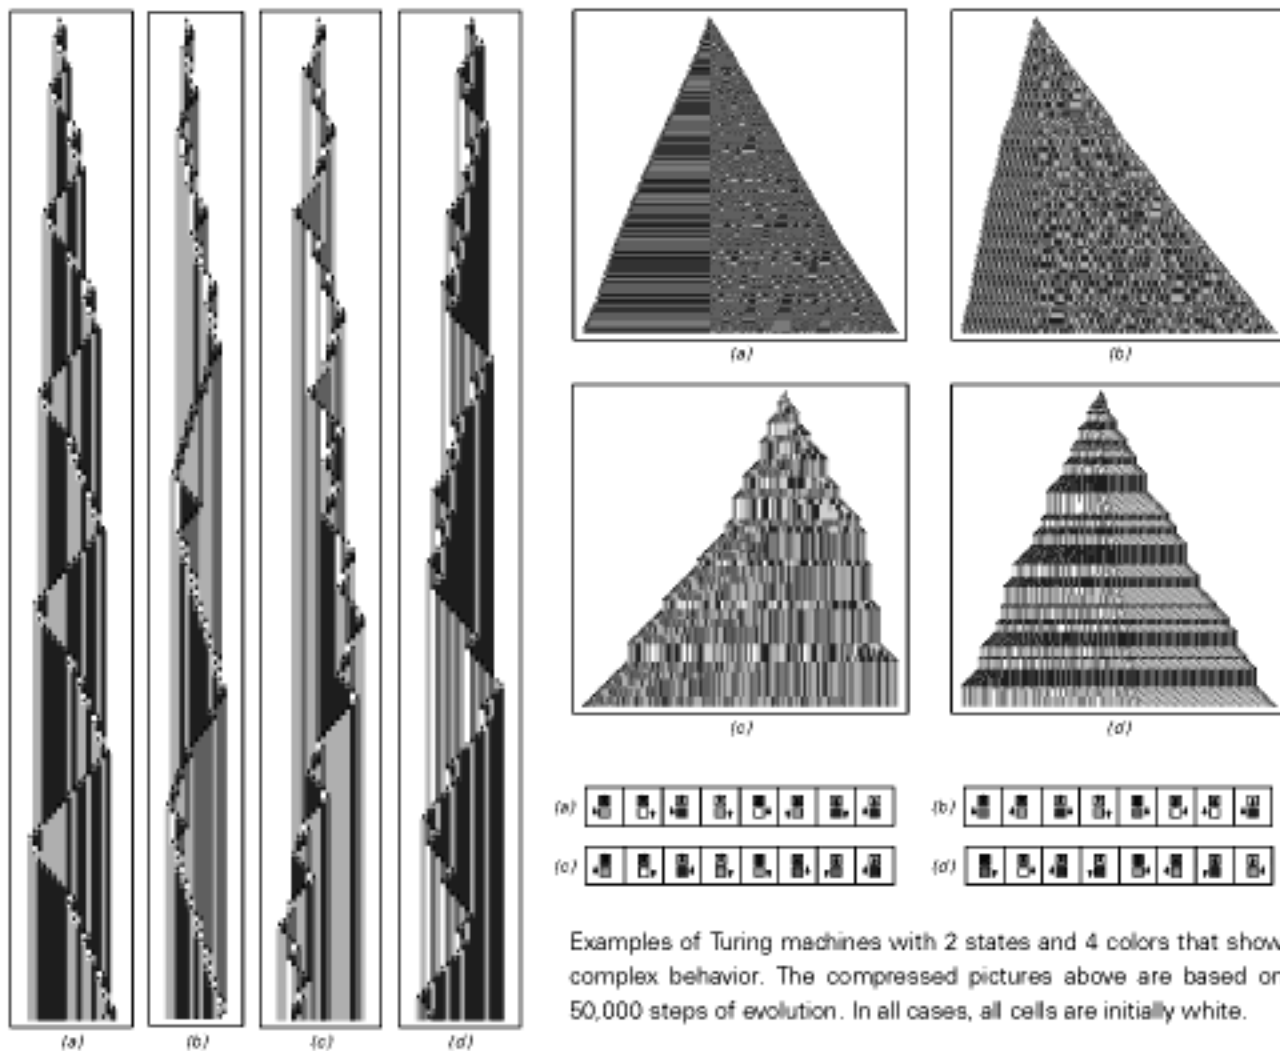 (a)
(b)
(c)
(d)
(a)
(b)
(c)
(d)
(a)
(b)
(c)
(d)
Examples of Turing machines with 2 states and 4 colors that show
complex behavior. The compressed pictures above are based on
50,000 steps of evolution. In all cases, all cells are initially white.